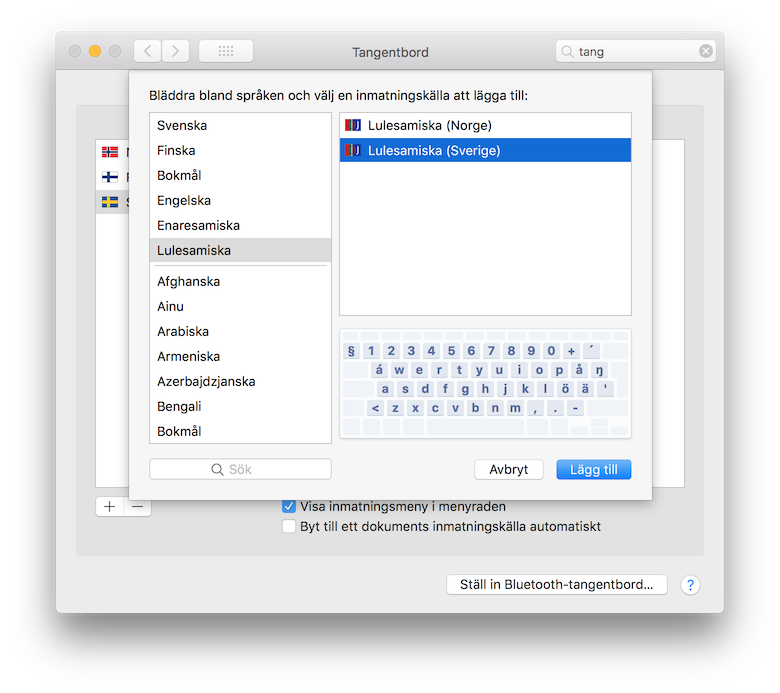 Tangentbord
tang
Bläddra bland språken och välj en inmatningskälla att lägga till:
Svenska
Finska
Bokmål
Engelska
Enaresamiska
Lulesamiska
Afghanska
Ainu
Arabiska
Armeniska
Azerbajdzjanska
Bengali
Bokmål
Lulesamiska (Norge)
Lulesamiska (Sverige)
§ 1 2 3 4 5 6 7 8 9 0 + ´
á w e r t y u i o p å ŋ
a s d f g h j k l ö ä '
< z x c v b n m , . -
Sök
Avbryt
Lägg till
Visa inmatningsmeny i menyraden
Byt till ett dokuments inmatningskälla automatiskt
Ställ in Bluetooth-tangentbord...
?